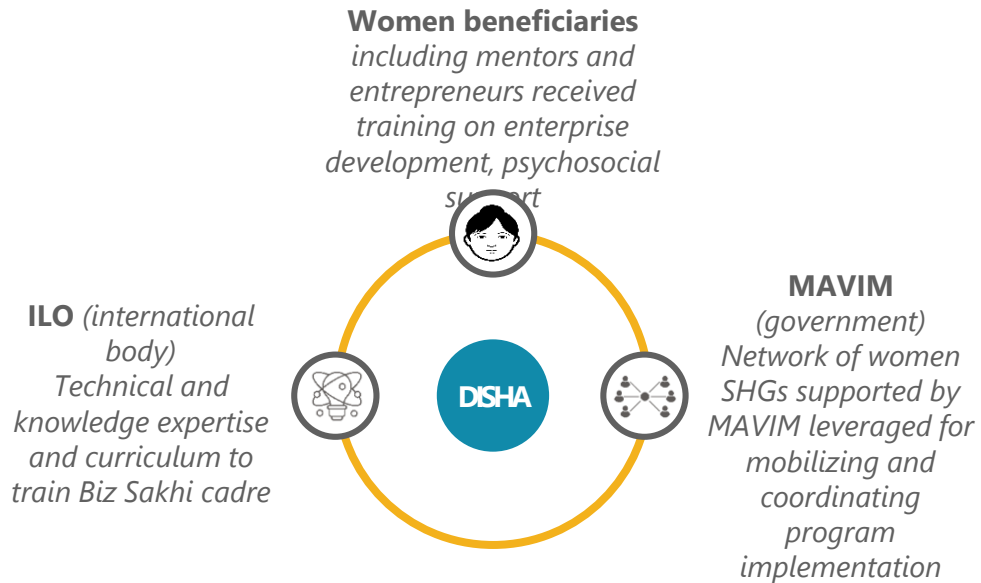 Women beneficiaries
including mentors and
entrepreneurs received
training on enterprise
development, psychosocial
support
ILO (international
body)
Technical and
knowledge expertise
and curriculum to
train Biz Sakhi cadre
DISHA
MAVIM
(government)
Network of women
SHGs supported by
MAVIM leveraged for
mobilizing and
coordinating
program
implementation